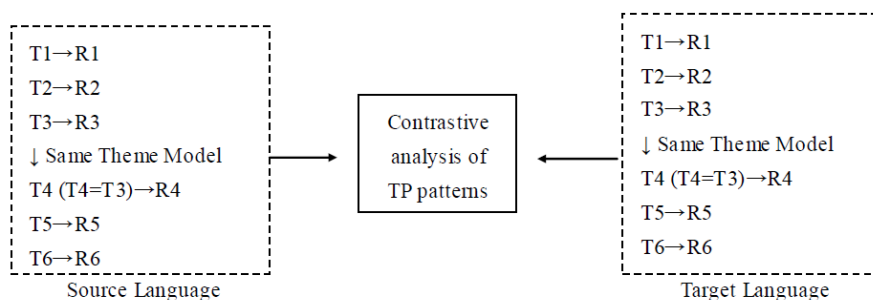 T1→R1
T2→R2
T3→R3
↓ Same Theme Model
T4 (T4=T3)→R4
T5→R5
T6→R6
Source Language
Contrastive
analysis of
TP patterns
T1→R1
T2→R2
T3→R3
↓ Same Theme Model
T4 (T4=T3)→R4
T5→R5
T6→R6
Target Language